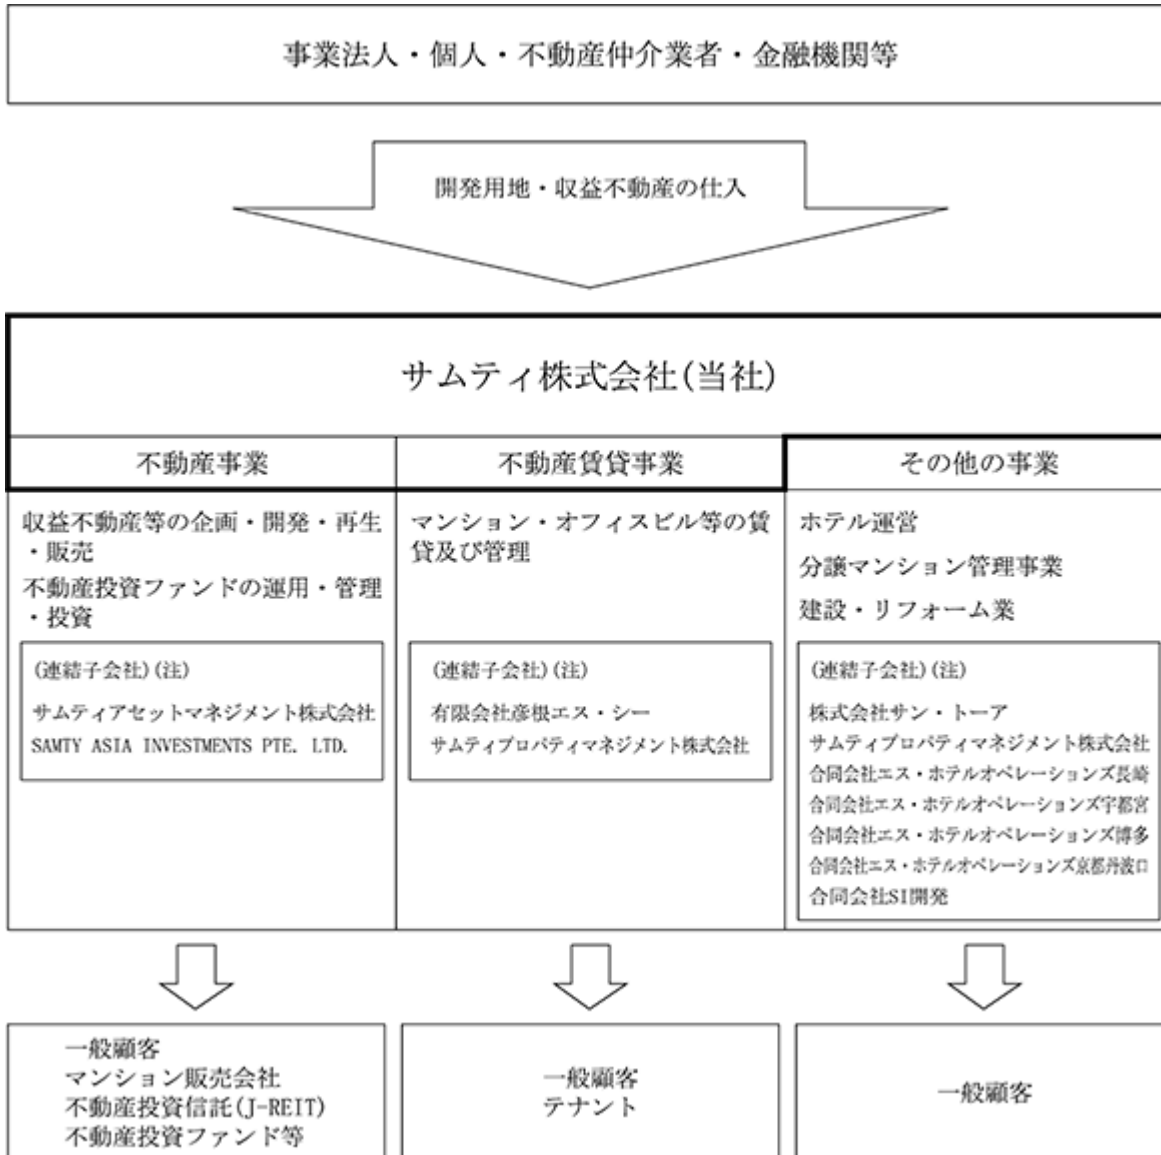 事業法人・個人・不動産仲介業者・金融機関等
開発用地・収益不動産の仕入
サムティ株式会社(当社)
不動産事業
収益不動産等の企画・開発・再生
・販売
不動産投資ファンドの運用・管理
・投資
(連結子会社)(注)
サムティアセットマネジメント株式会社
SAMTY ASIA INVESTMENTS PTE. LTD.
不動産賃貸事業
マンション・オフィスビル等の賃
貸及び管理
(連結子会社)(注)
有限会社彦根エス・シー
サムティプロパティマネジメント株式会社
その他の事業
ホテル運営
分譲マンション管理事業
建設・リフォーム業
(連結子会社)(注)
株式会社サン・トーア
サムティプロパティマネジメント株式会社
合同会社エス・ホテルオペレーションズ長崎
合同会社エス・ホテルオペレーションズ宇都宮
合同会社エス・ホテルオペレーションズ博多
合同会社エス・ホテルオペレーションズ京都丹波口
合同会社SI開発
一般顧客
マンション販売会社
不動産投資信託(J-REIT)
不動産投資ファンド等
一般顧客
テナント
一般顧客